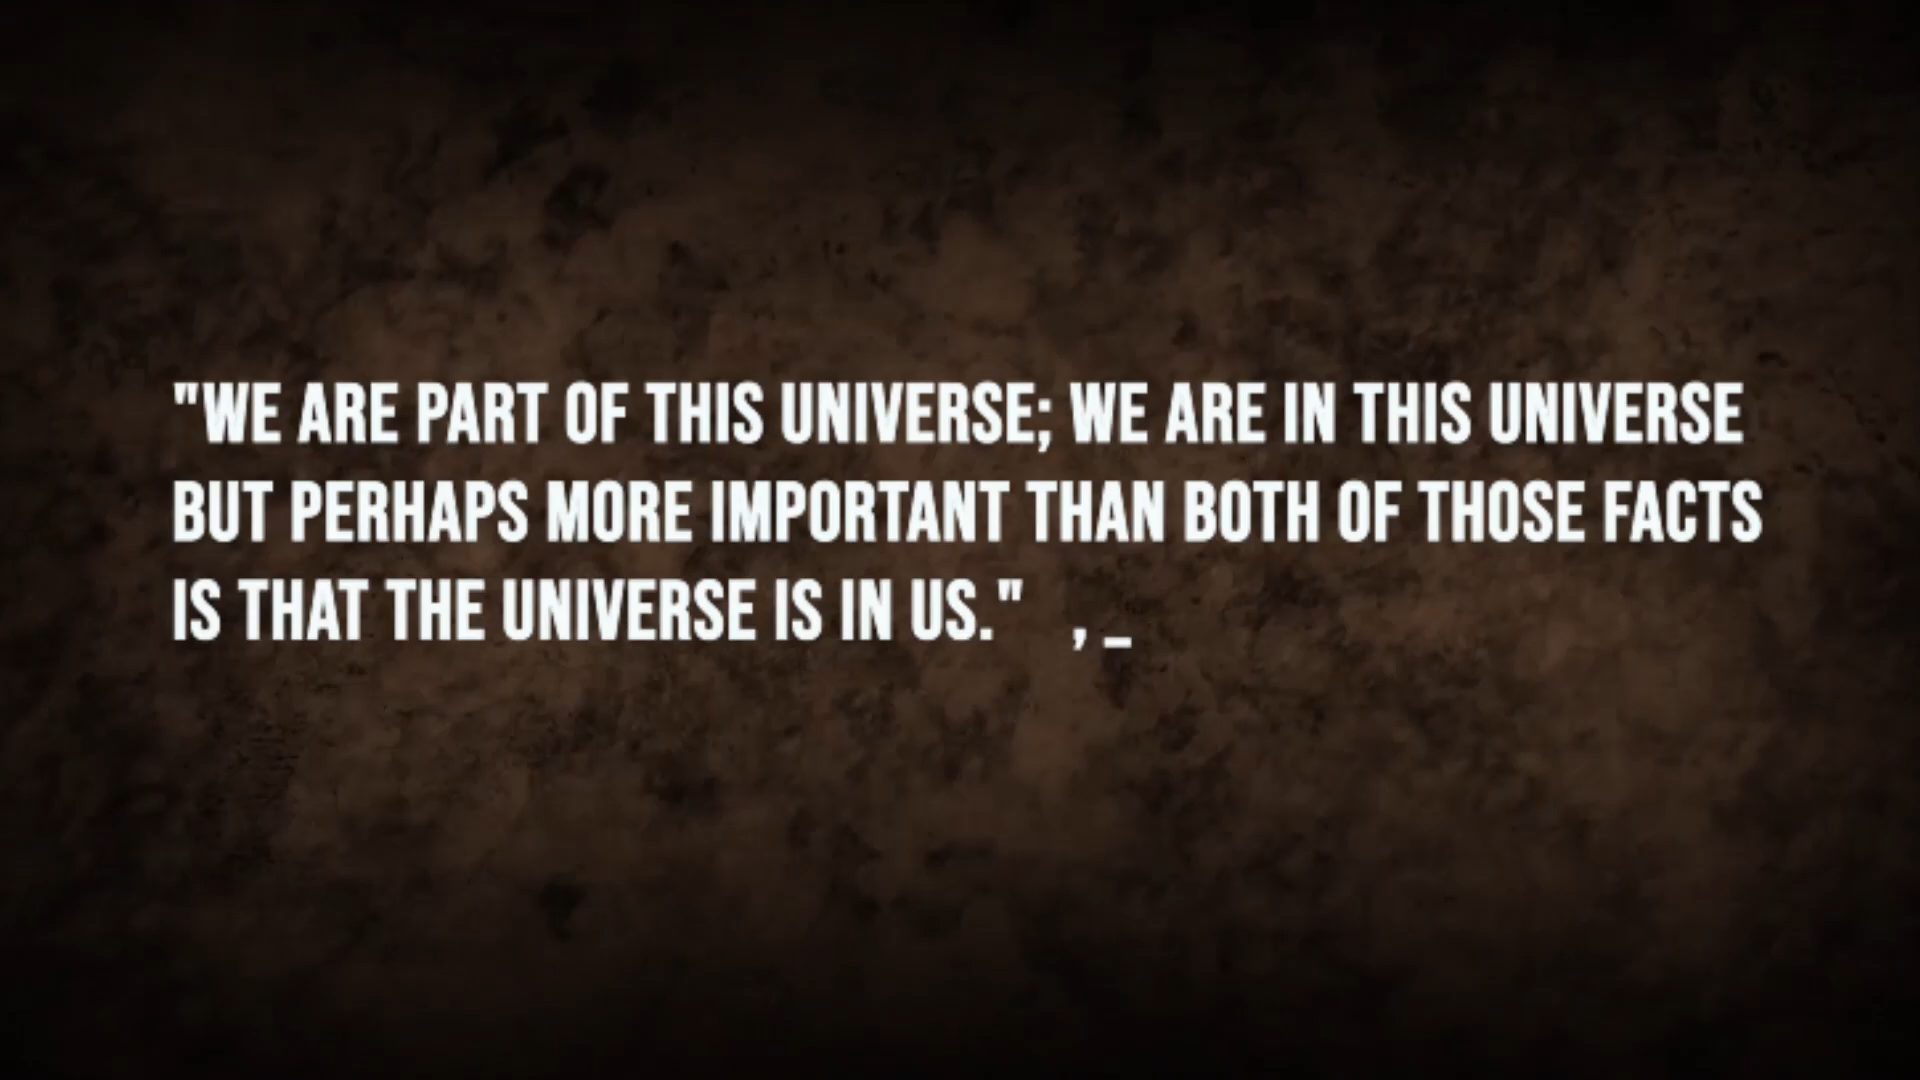 "WE ARE PART OF THIS UNIVERSE; WE ARE IN THIS UNIVERSE
BUT PERHAPS MORE IMPORTANT THAN BOTH OF THOSE FACTS
IS THAT THE UNIVERSE IS IN US." , _